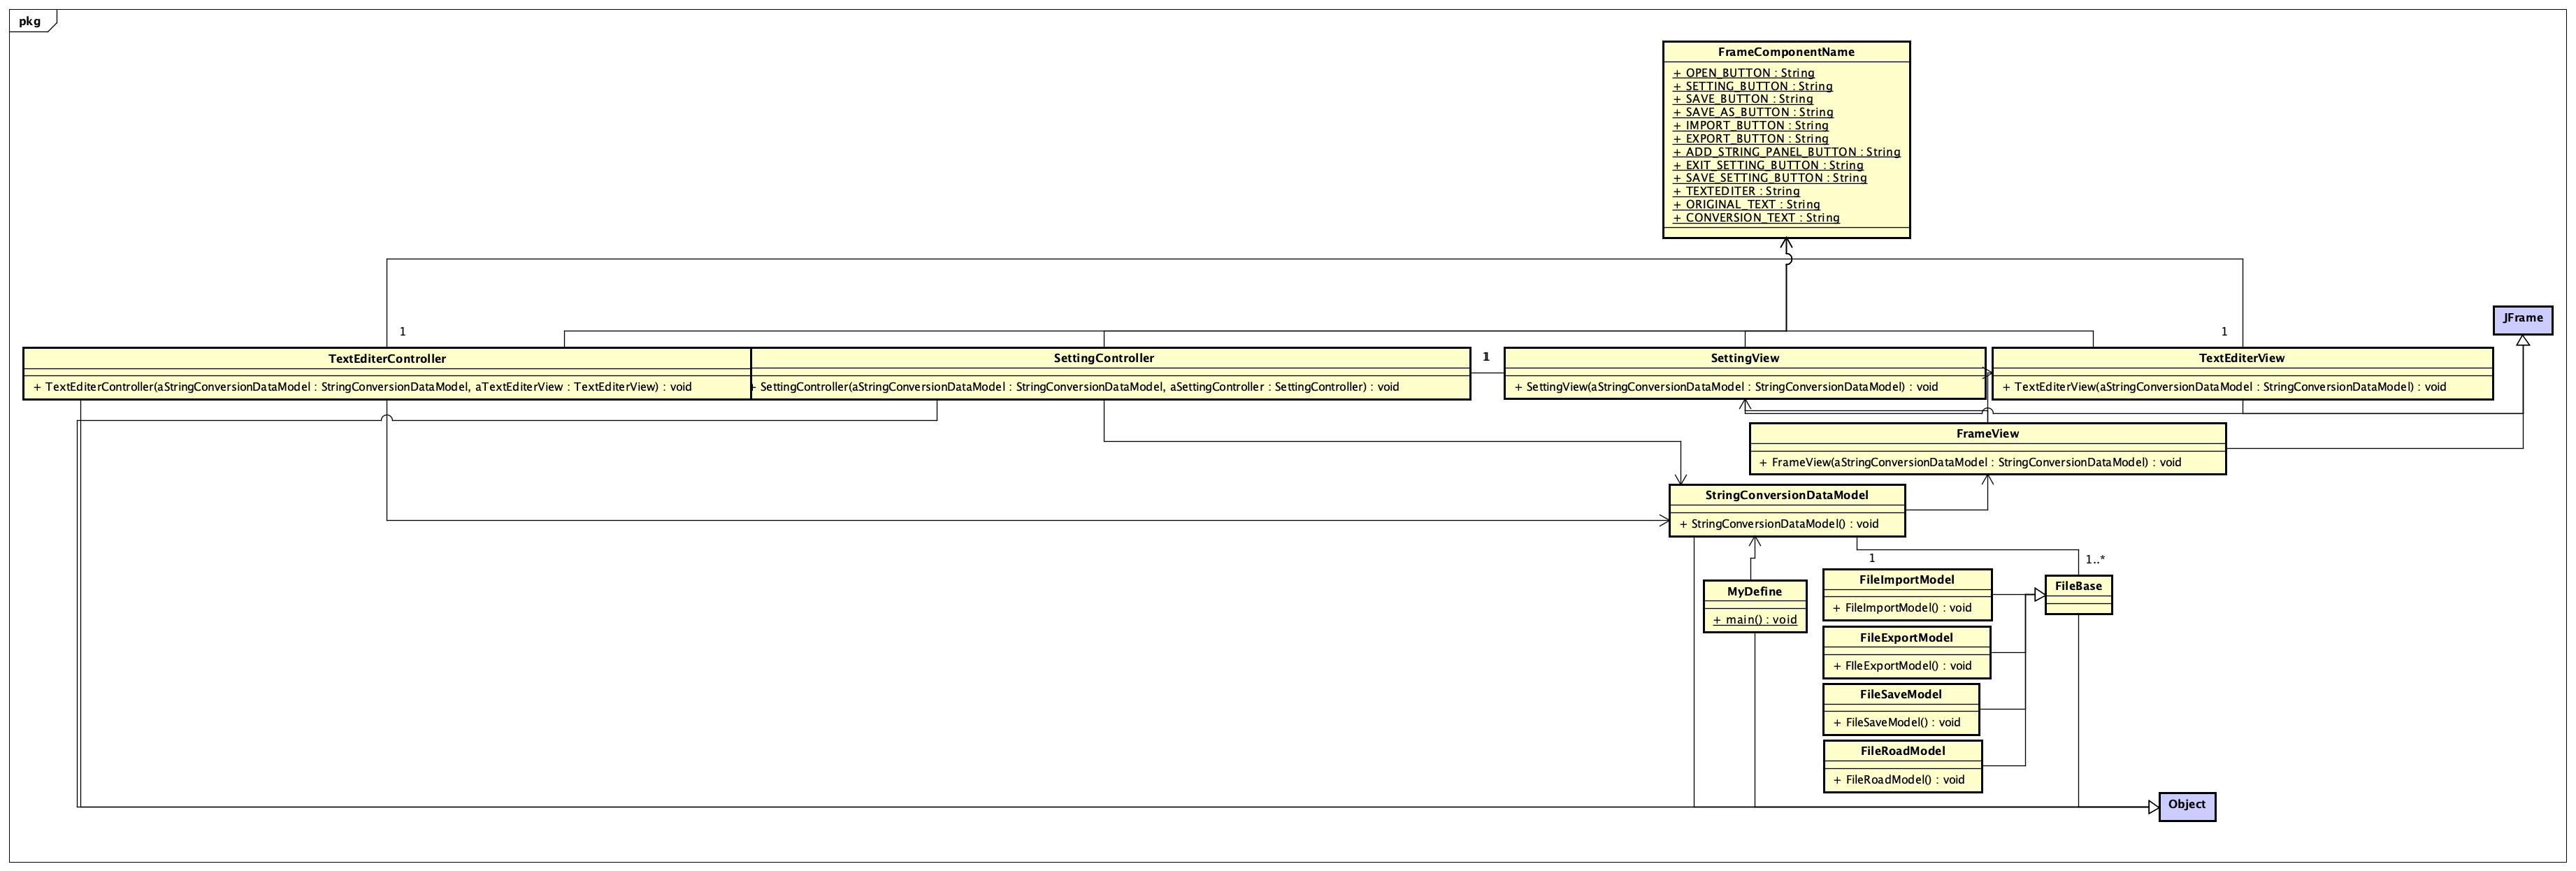 pkg
FrameComponentName
+ OPEN_BUTTON : String
+ SETTING_BUTTON : String
+ SAVE_BUTTON : String
+ SAVE_AS_BUTTON : String
+ IMPORT_BUTTON : String
+ EXPORT_BUTTON : String
+ ADD_STRING_PANEL_BUTTON : String
+ EXIT_SETTING_BUTTON : String
+ SAVE_SETTING_BUTTON : String
+ TEXTEDITER : String
+ ORIGINAL_TEXT : String
+ CONVERSION_TEXT : String
JFrame
1
1
TextEditerController
+ TextEditerController(aStringConversionDataModel : StringConversionDataModel, aTextEditerView : TextEditerView) : void
SettingController
+ SettingController(aStringConversionDataModel : StringConversionDataModel, aSettingController : SettingController) : void
1
SettingView
+ SettingView(aStringConversionDataModel : StringConversionDataModel) : void
TextEditerView
+ TextEditerView(aStringConversionDataModel : StringConversionDataModel) : void
FrameView
+ FrameView(aStringConversionDataModel : StringConversionDataModel) : void
StringConversionDataModel
+ StringConversionDataModel() : void
1
1..*
MyDefine
+ main() : void
FileImportModel
+ FileImportModel() : void
FileBase
FileExportModel
+ FIleExportModel() : void
FileSaveModel
+ FileSaveModel() : void
FileRoadModel
+ FileRoadModel() : void
Object